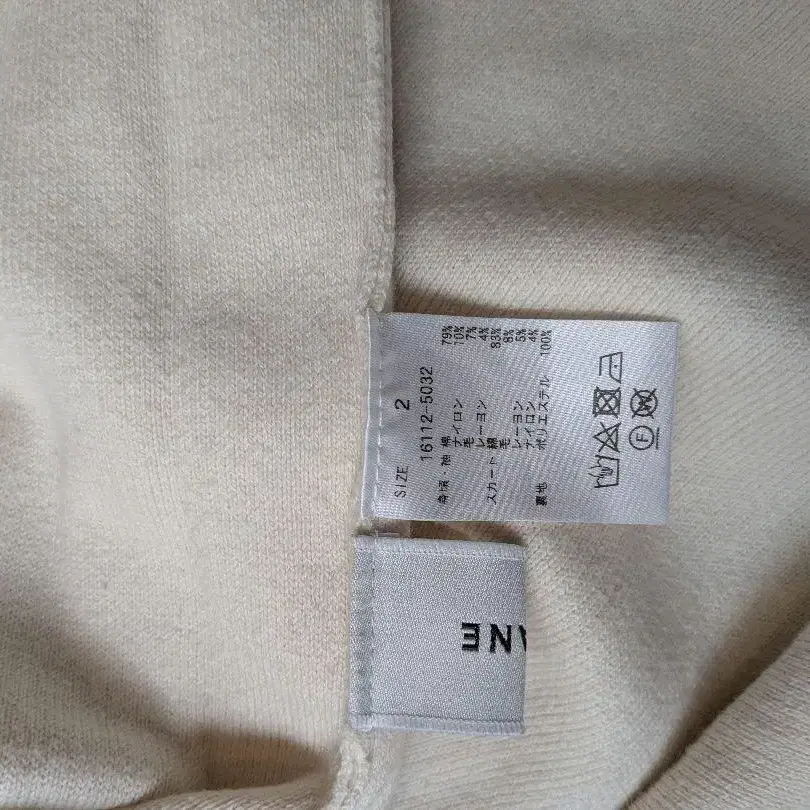 SIZE 2
16112-5032
身頃・袖 綿 79%
ナイロン 10%
毛 7%
レーヨン 4%
スカート 綿 83%
毛 8%
レーヨン 5%
ナイロン 4%
裏地 ポリエステル 100%
F W
ANE